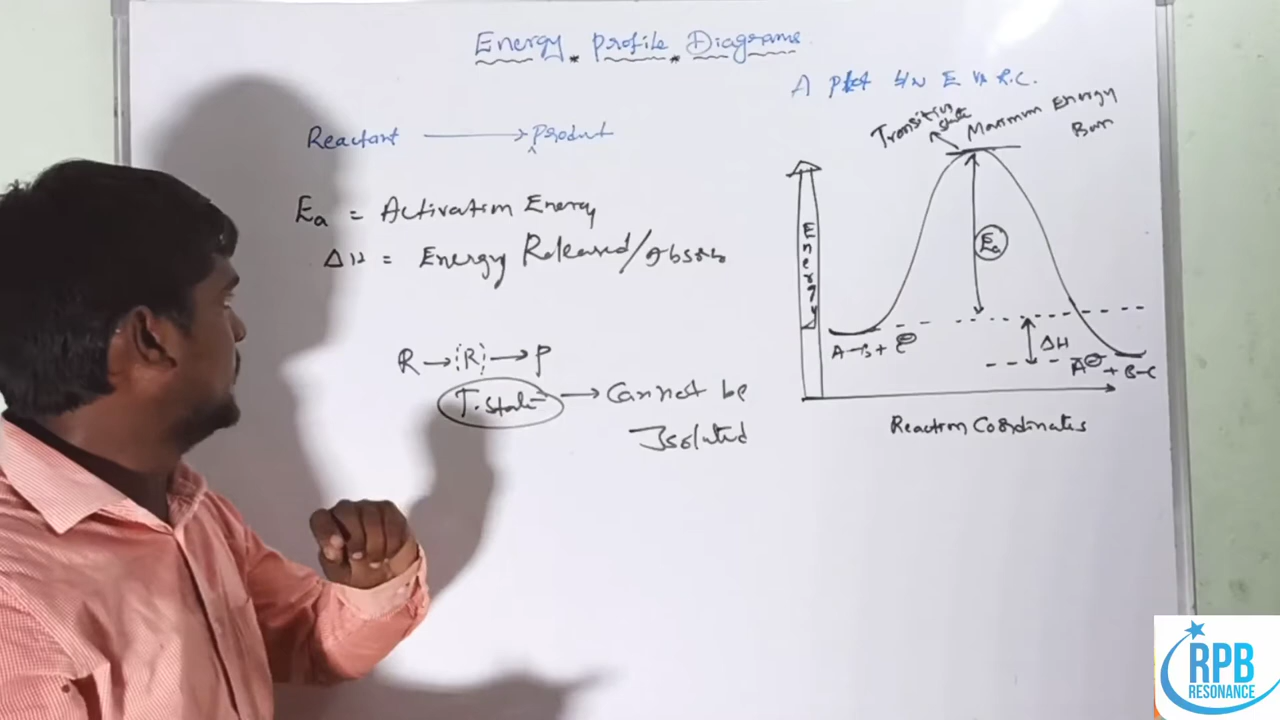 Energy Profile Diagrams
A plot b/w E vs R.C.
Reactant → Product
Transition state
Maximum Energy
Ea = Activation Energy
ΔH = Energy Released/Absorb
Energy
Ea
R → [R] → P
T. State → Cannot be
Isolated
A-B + C⊖
ΔH
A⊖ + B-C
Reaction Coordinates
RPB
RESONANCE